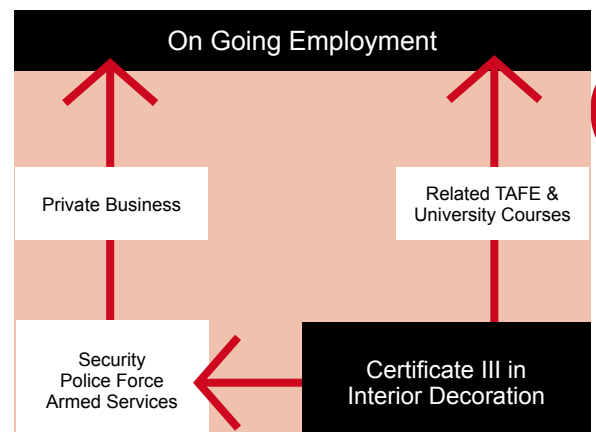 On Going Employment
Private Business
Related TAFE &
University Courses
Security
Police Force
Armed Services
Certificate III in
Interior Decoration